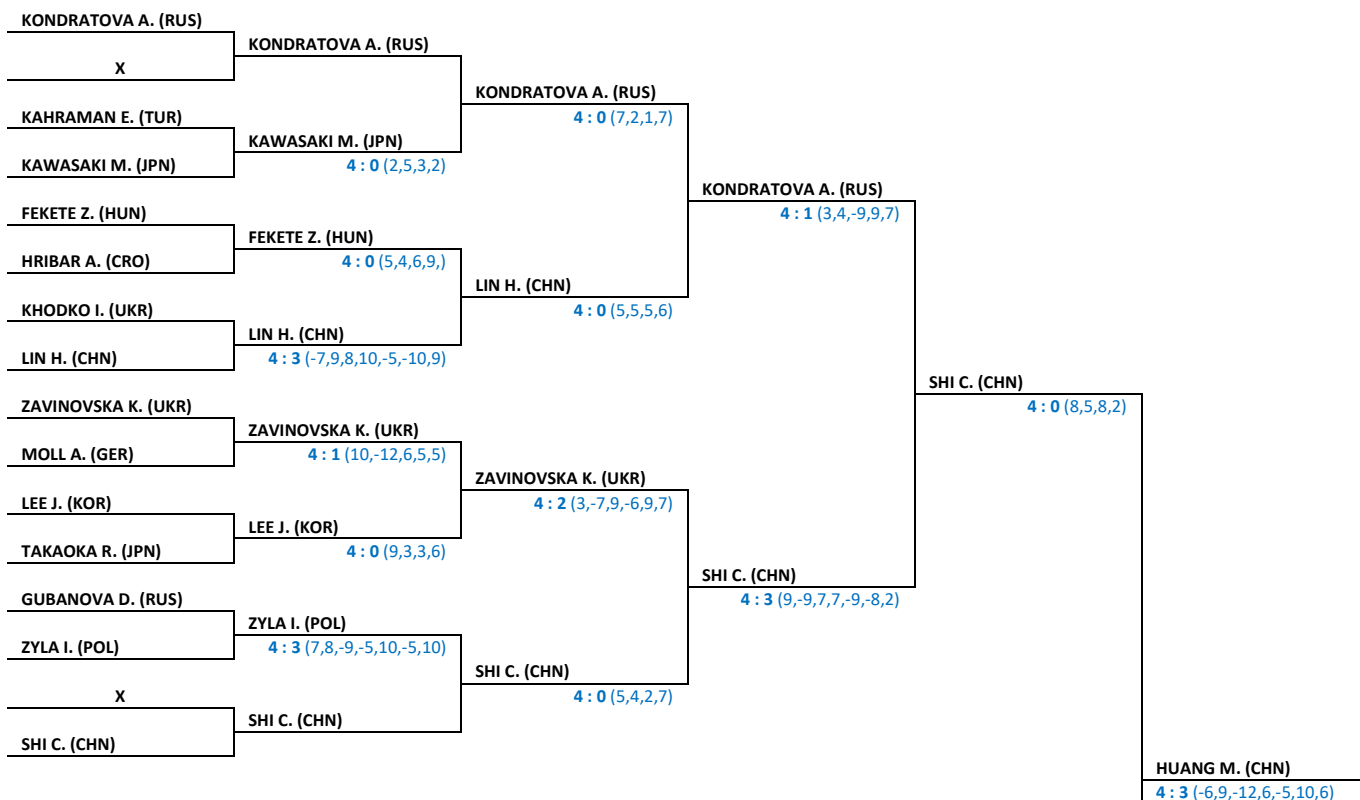 KONDRATOVA A. (RUS)
KONDRATOVA A. (RUS)
X
KONDRATOVA A. (RUS)
4 : 0 (7,2,1,7)
KAHRAMAN E. (TUR)
KAWASAKI M. (JPN)
KAWASAKI M. (JPN)
4 : 0 (2,5,3,2)
KONDRATOVA A. (RUS)
4 : 1 (3,4,-9,9,7)
FEKETE Z. (HUN)
FEKETE Z. (HUN)
HRIBAR A. (CRO)
4 : 0 (5,4,6,9,)
LIN H. (CHN)
4 : 0 (5,5,5,6)
KHODKO I. (UKR)
LIN H. (CHN)
LIN H. (CHN)
4 : 3 (-7,9,8,10,-5,-10,9)
SHI C. (CHN)
4 : 0 (8,5,8,2)
ZAVINOVSKA K. (UKR)
ZAVINOVSKA K. (UKR)
MOLL A. (GER)
4 : 1 (10,-12,6,5,5)
ZAVINOVSKA K. (UKR)
4 : 2 (3,-7,9,-6,9,7)
LEE J. (KOR)
LEE J. (KOR)
TAKAOKA R. (JPN)
4 : 0 (9,3,3,6)
SHI C. (CHN)
4 : 3 (9,-9,7,7,-9,-8,2)
GUBANOVA D. (RUS)
ZYLA I. (POL)
ZYLA I. (POL)
4 : 3 (7,8,-9,-5,10,-5,10)
SHI C. (CHN)
4 : 0 (5,4,2,7)
X
SHI C. (CHN)
SHI C. (CHN)
HUANG M. (CHN)
4 : 3 (-6,9,-12,6,-5,10,6)